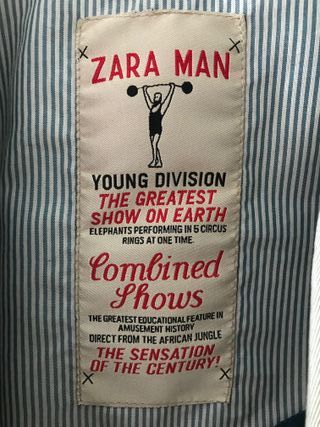 ZARA MAN
YOUNG DIVISION
THE GREATEST
SHOW ON EARTH
ELEPHANTS PERFORMING IN 5 CIRCUS
RINGS AT ONE TIME.
Combined
Shows
THE GREATEST EDUCATIONAL FEATURE IN
AMUSEMENT HISTORY
DIRECT FROM THE AFRICAN JUNGLE
THE SENSATION
OF THE CENTURY!